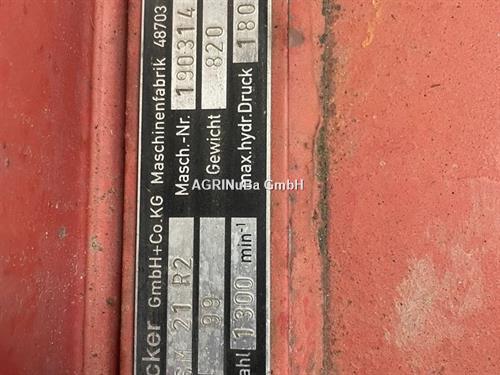 cker GmbH+Co.KG Maschinenfabrik 48703
21 R2 Masch.-Nr. 190314
99 Gewicht 820
ahl 1300 min⁻¹ max.hydr.Druck 180
AGRINuBa GmbH